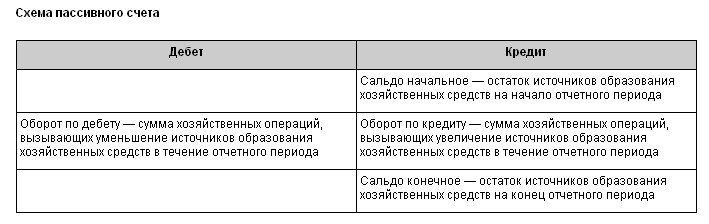 Схема пассивного счета
Дебет
Кредит
Сальдо начальное — остаток источников образования
хозяйственных средств на начало отчетного периода
Оборот по дебету — сумма хозяйственных операций,
вызывающих уменьшение источников образования
хозяйственных средств в течение отчетного периода
Оборот по кредиту — сумма хозяйственных операций,
вызывающих увеличение источников образования
хозяйственных средств в течение отчетного периода
Сальдо конечное — остаток источников образования
хозяйственных средств на конец отчетного периода